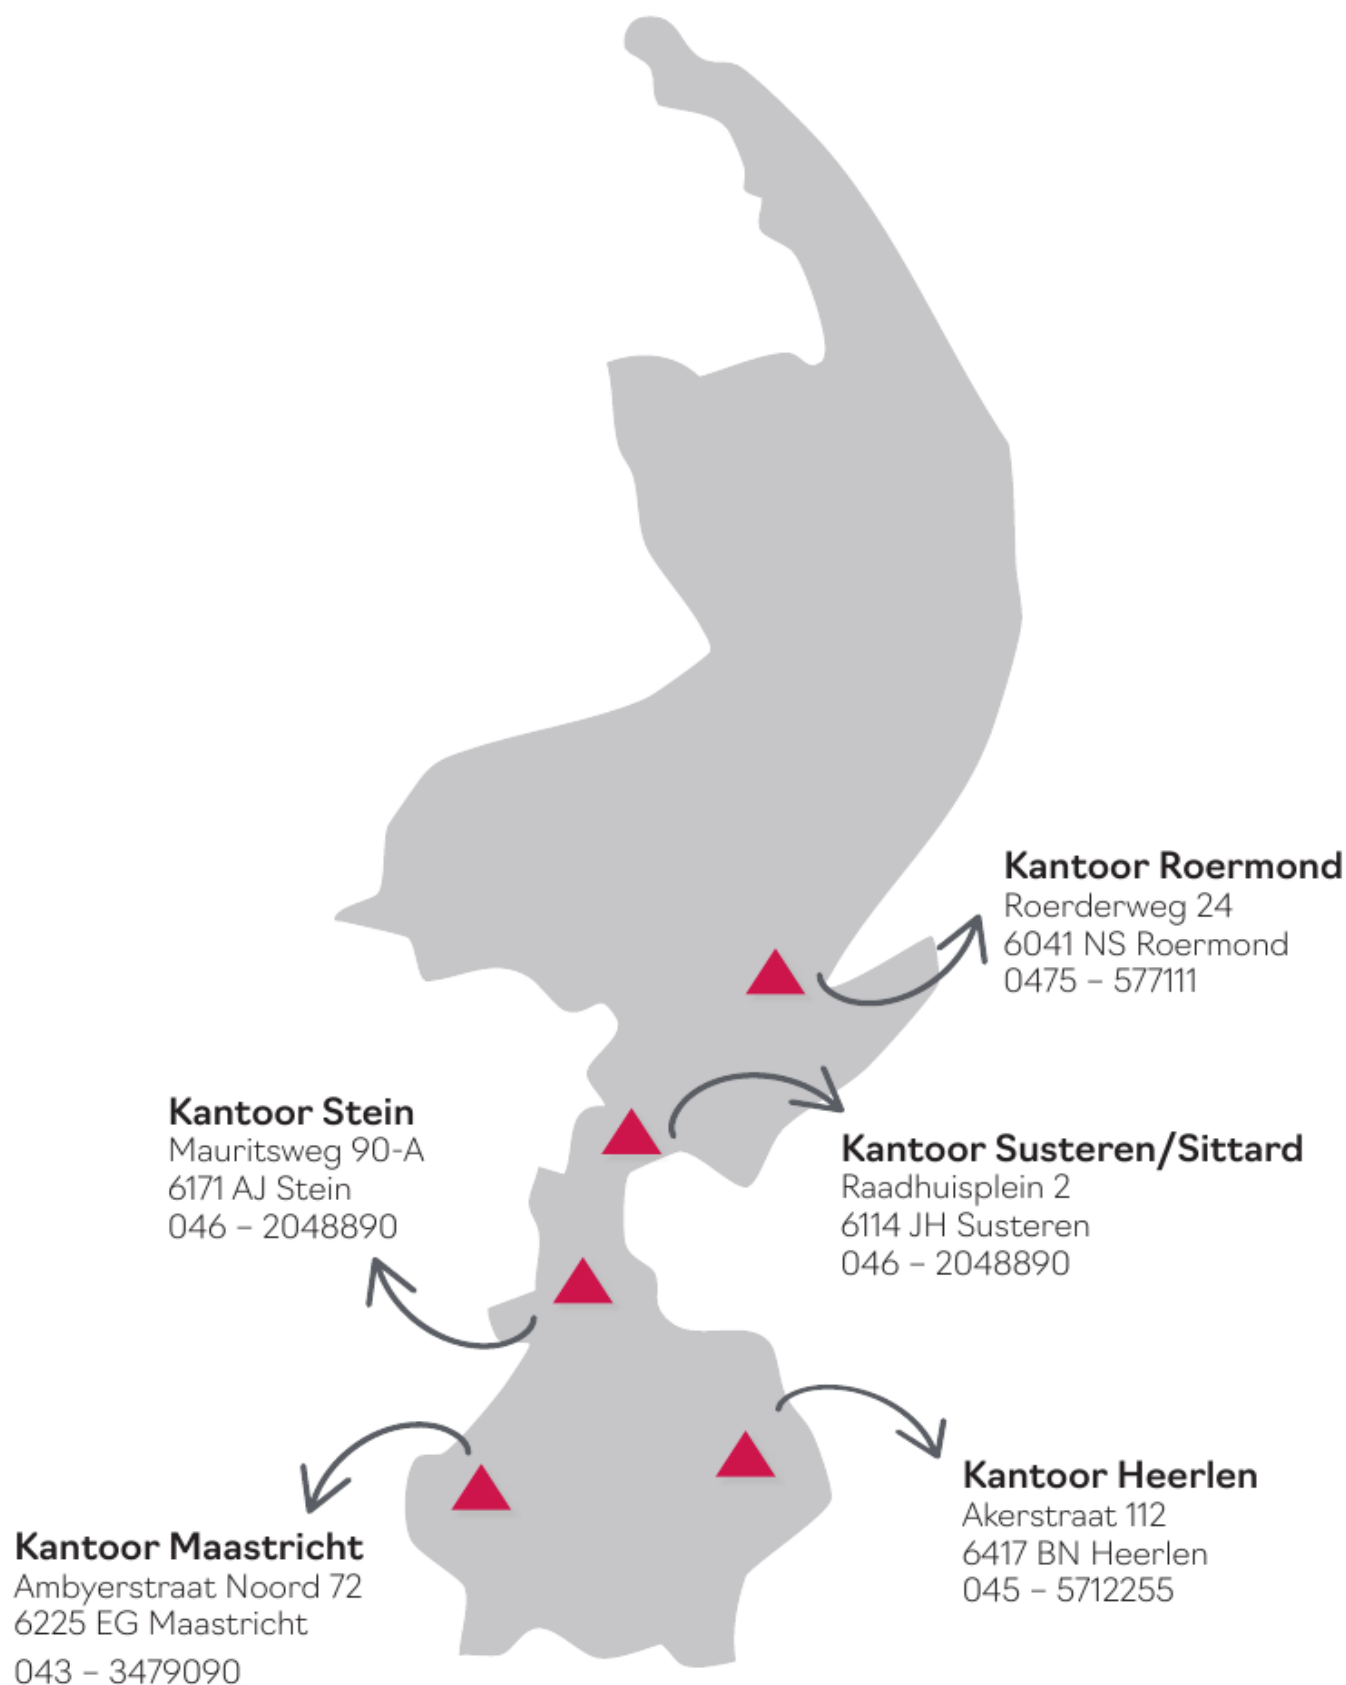 Kantoor Roermond
Roerderweg 24
6041 NS Roermond
0475 – 577111
Kantoor Stein
Mauritsweg 90-A
6171 AJ Stein
046 – 2048890
Kantoor Susteren/Sittard
Raadhuisplein 2
6114 JH Susteren
046 – 2048890
Kantoor Heerlen
Akerstraat 112
6417 BN Heerlen
045 – 5712255
Kantoor Maastricht
Ambyerstraat Noord 72
6225 EG Maastricht
043 – 3479090